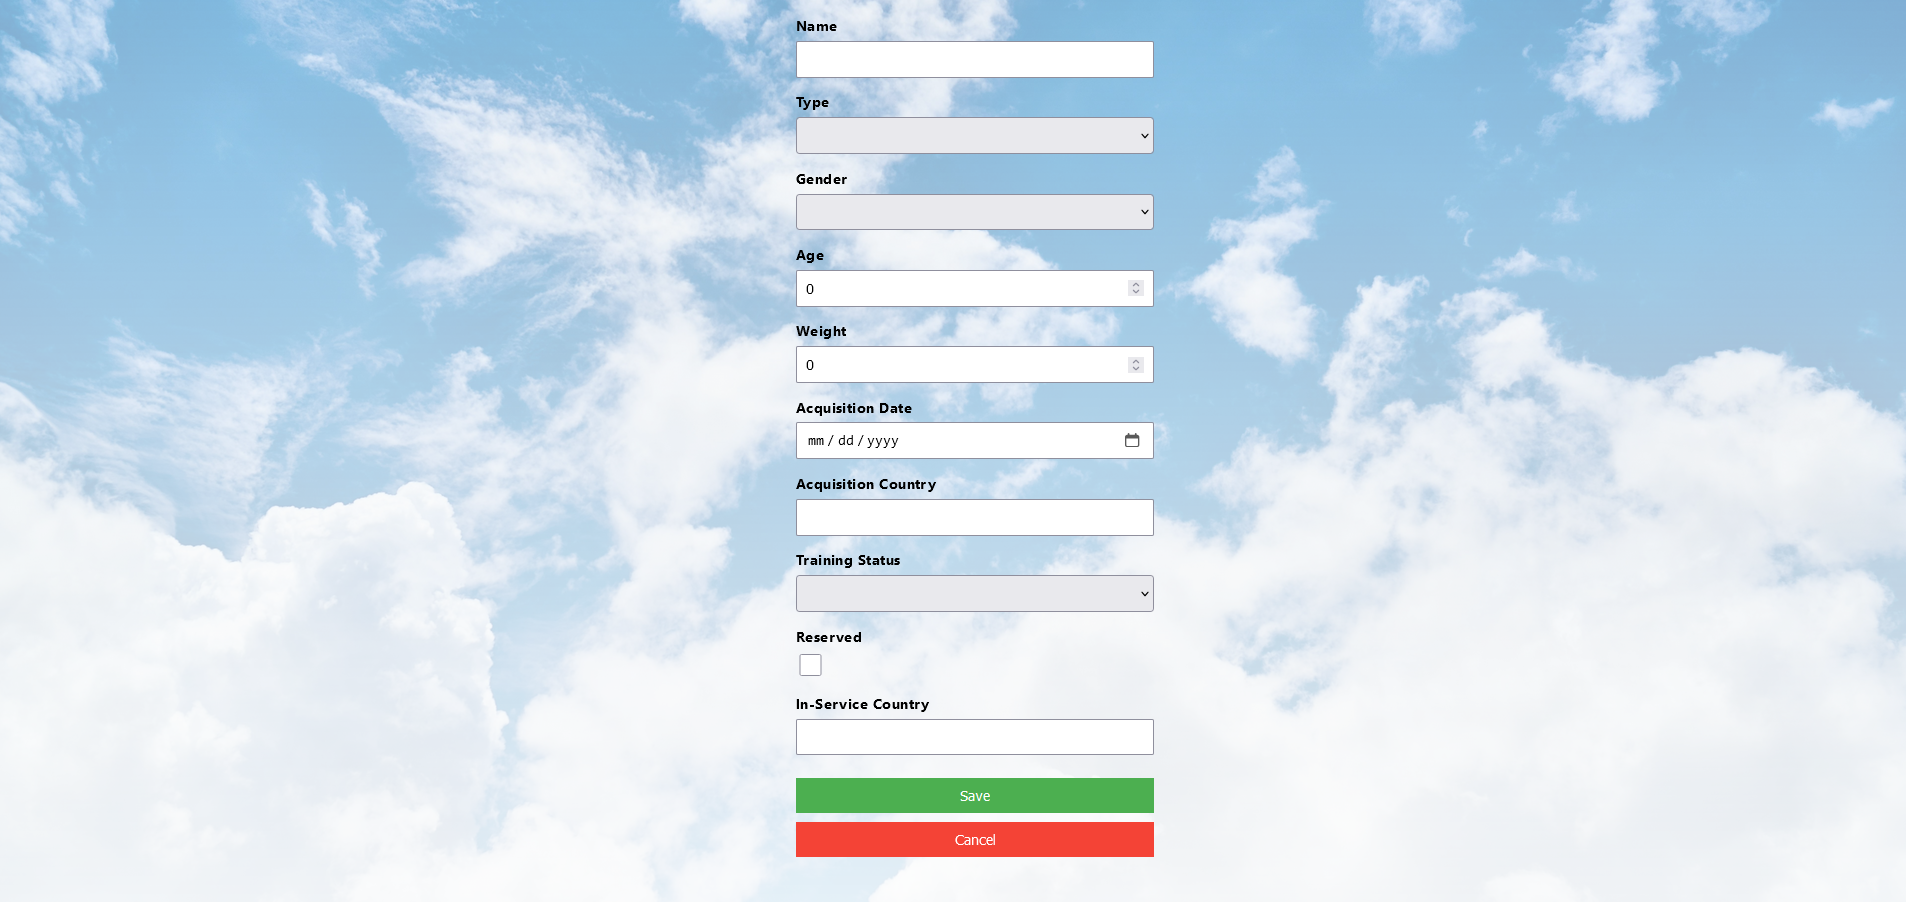 Name
Type
Gender
Age
0
Weight
0
Acquisition Date
mm / dd / yyyy
Acquisition Country
Training Status
Reserved
In-Service Country
Save
Cancel